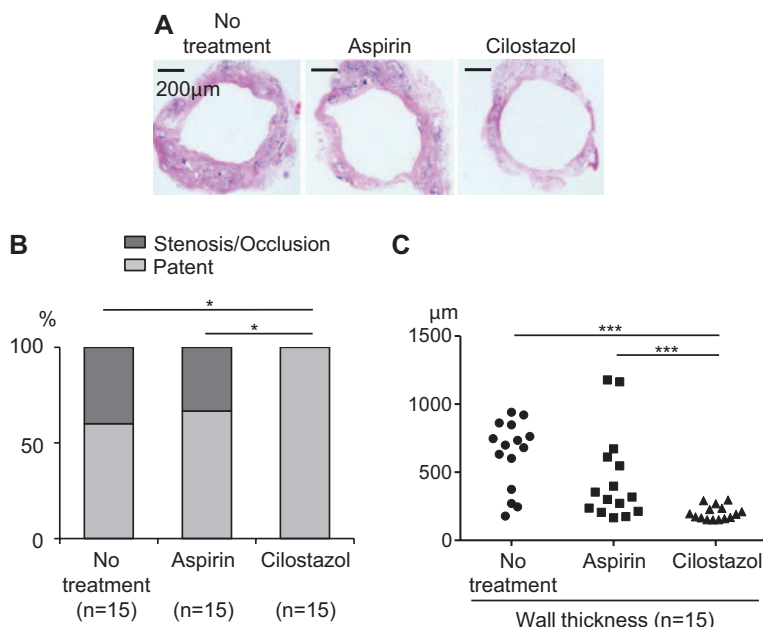 A
No
treatment
Aspirin
Cilostazol
200µm
B
Stenosis/Occlusion
Patent
%
*
*
100
50
0
No
treatment
(n=15)
Aspirin
(n=15)
Cilostazol
(n=15)
C
µm
***
***
1500
1000
500
0
No
treatment
Aspirin
Cilostazol
Wall thickness (n=15)